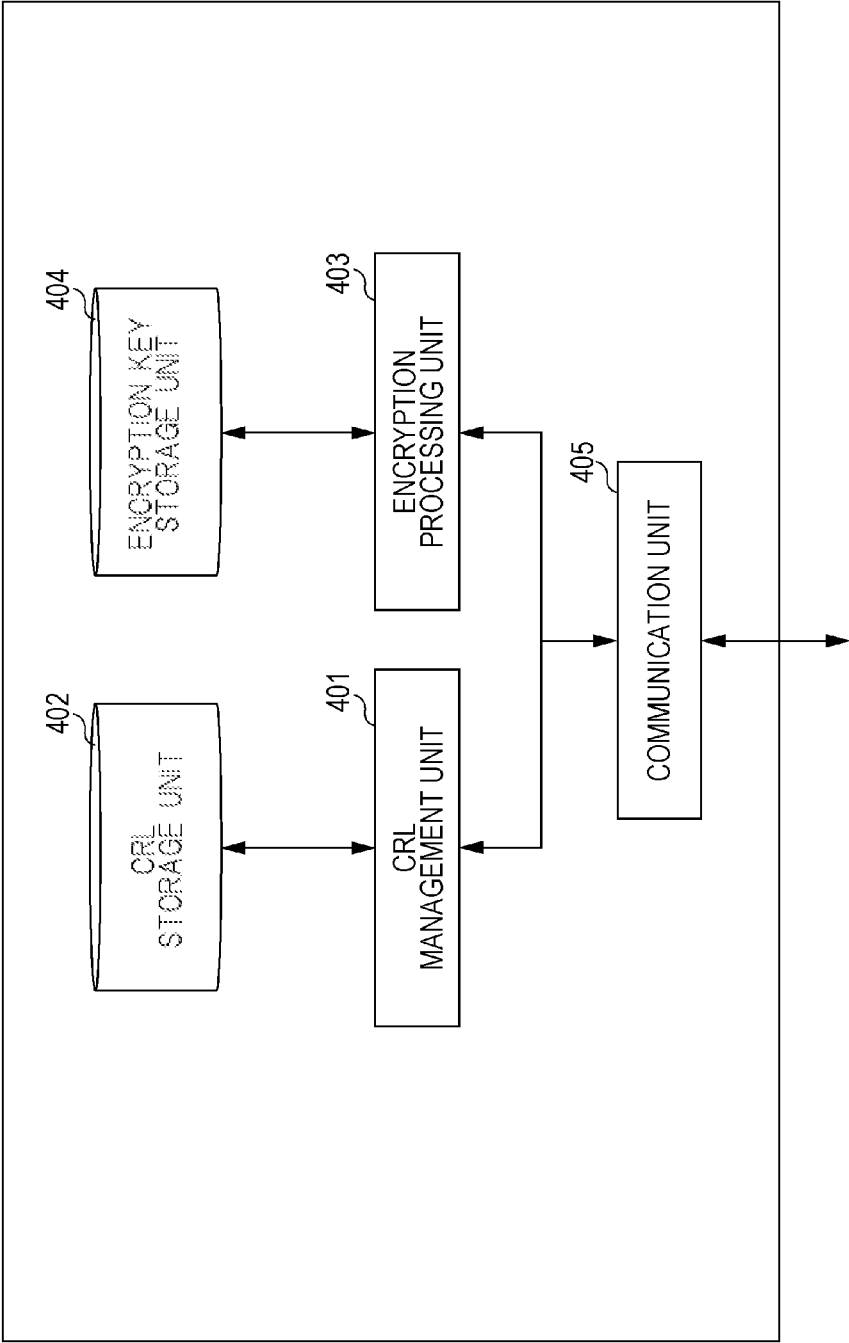 402
CRL
STORAGE UNIT
404
ENCRYPTION KEY
STORAGE UNIT
401
CRL
MANAGEMENT UNIT
403
ENCRYPTION
PROCESSING UNIT
405
COMMUNICATION UNIT